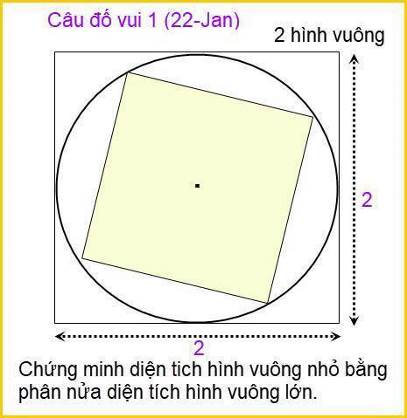 Câu đố vui 1 (22-Jan)
2 hình vuông
2
2
Chứng minh diện tich hình vuông nhỏ bằng
phân nửa diện tích hình vuông lớn.